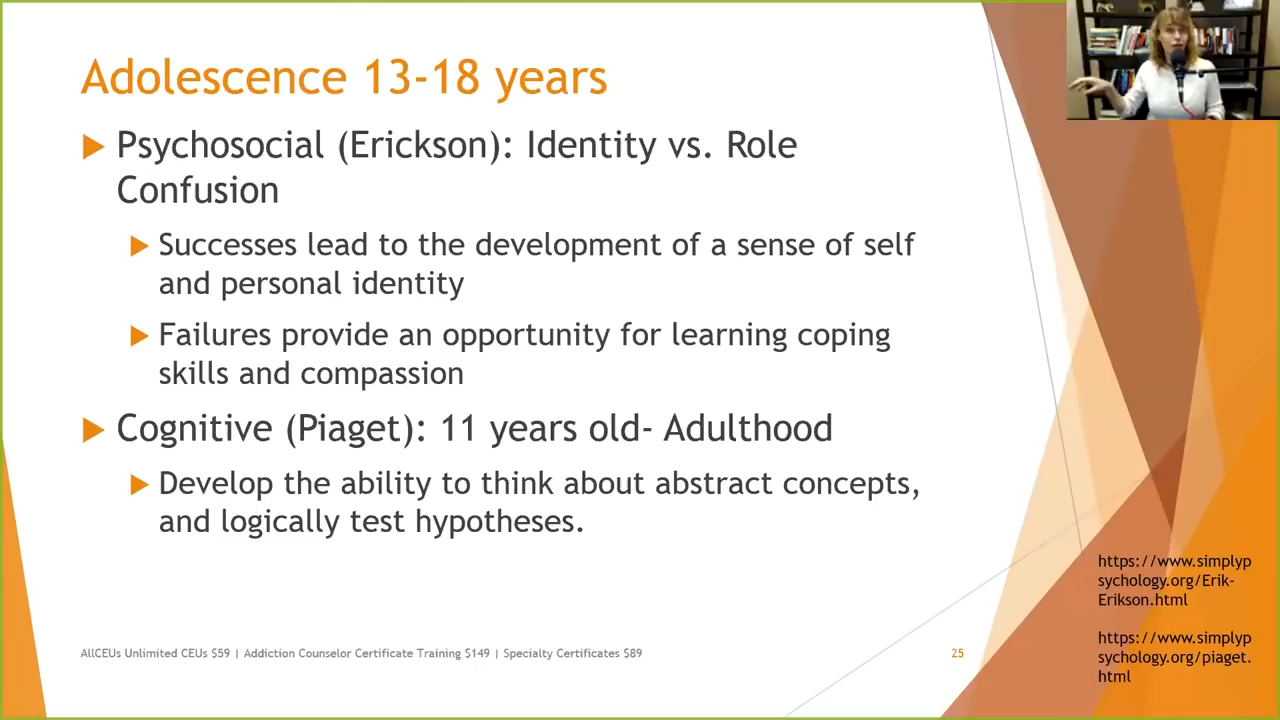 Adolescence 13-18 years
Psychosocial (Erickson): Identity vs. Role
Confusion
Successes lead to the development of a sense of self
and personal identity
Failures provide an opportunity for learning coping
skills and compassion
Cognitive (Piaget): 11 years old- Adulthood
Develop the ability to think about abstract concepts,
and logically test hypotheses.
https://www.simplyp
sychology.org/Erik-
Erikson.html
https://www.simplyp
sychology.org/piaget.
html
AllCEUs Unlimited CEUs $59 | Addiction Counselor Certificate Training $149 | Specialty Certificates $89
25